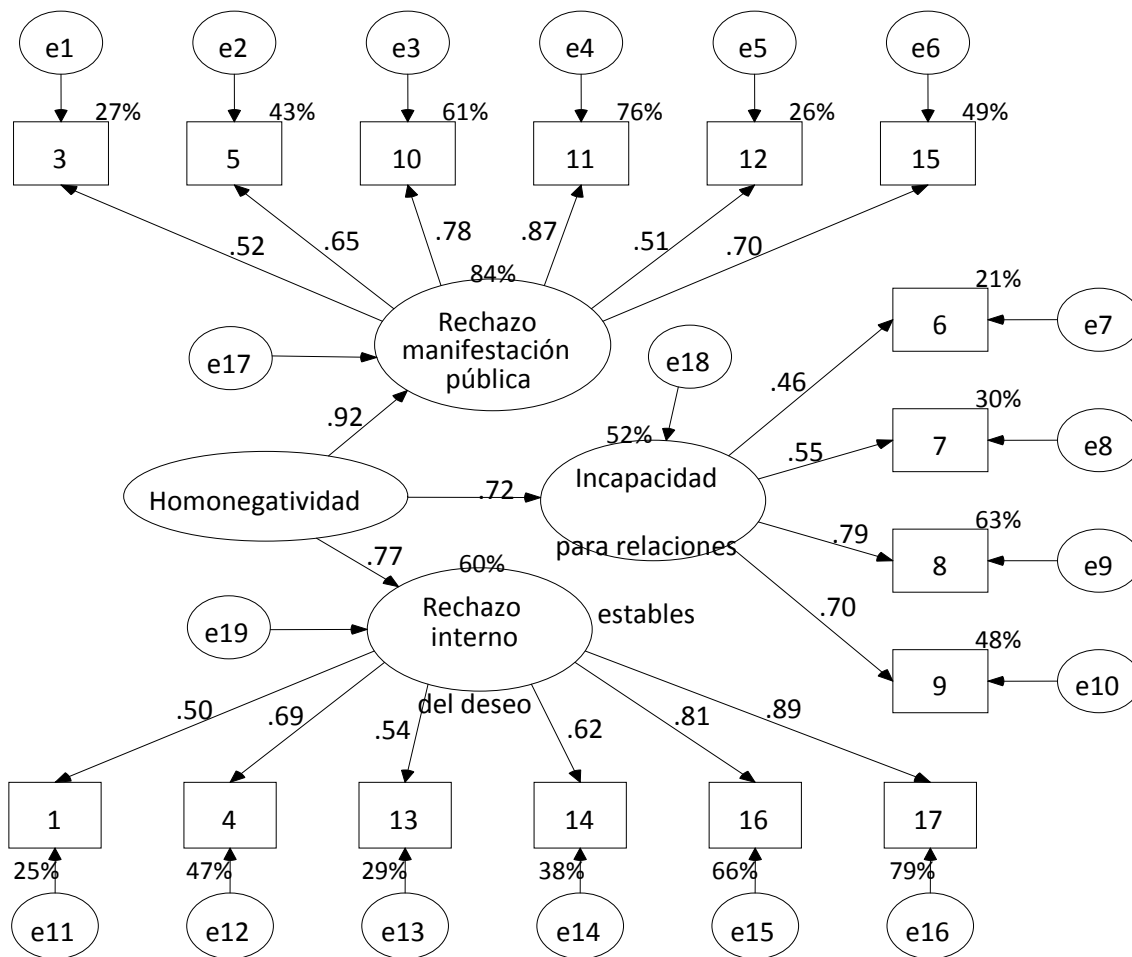 e1 e2 e3 e4 e5 e6
27% 43% 61% 76% 26% 49%
3 5 10 11 12 15
.52 .65 .78 .87 .51 .70
84%
Rechazo
manifestación
pública
e17
.92
e18
21%
6 e7
.46
30%
7 e8
.55
52%
Incapacidad
para relaciones
estables
Homonegatividad
.72
63%
8 e9
.79
48%
9 e10
.70
.77
60%
Rechazo
interno
del deseo
e19
.50 .69 .54 .62 .81 .89
1 4 13 14 16 17
25% 47% 29% 38% 66% 79%
e11 e12 e13 e14 e15 e16